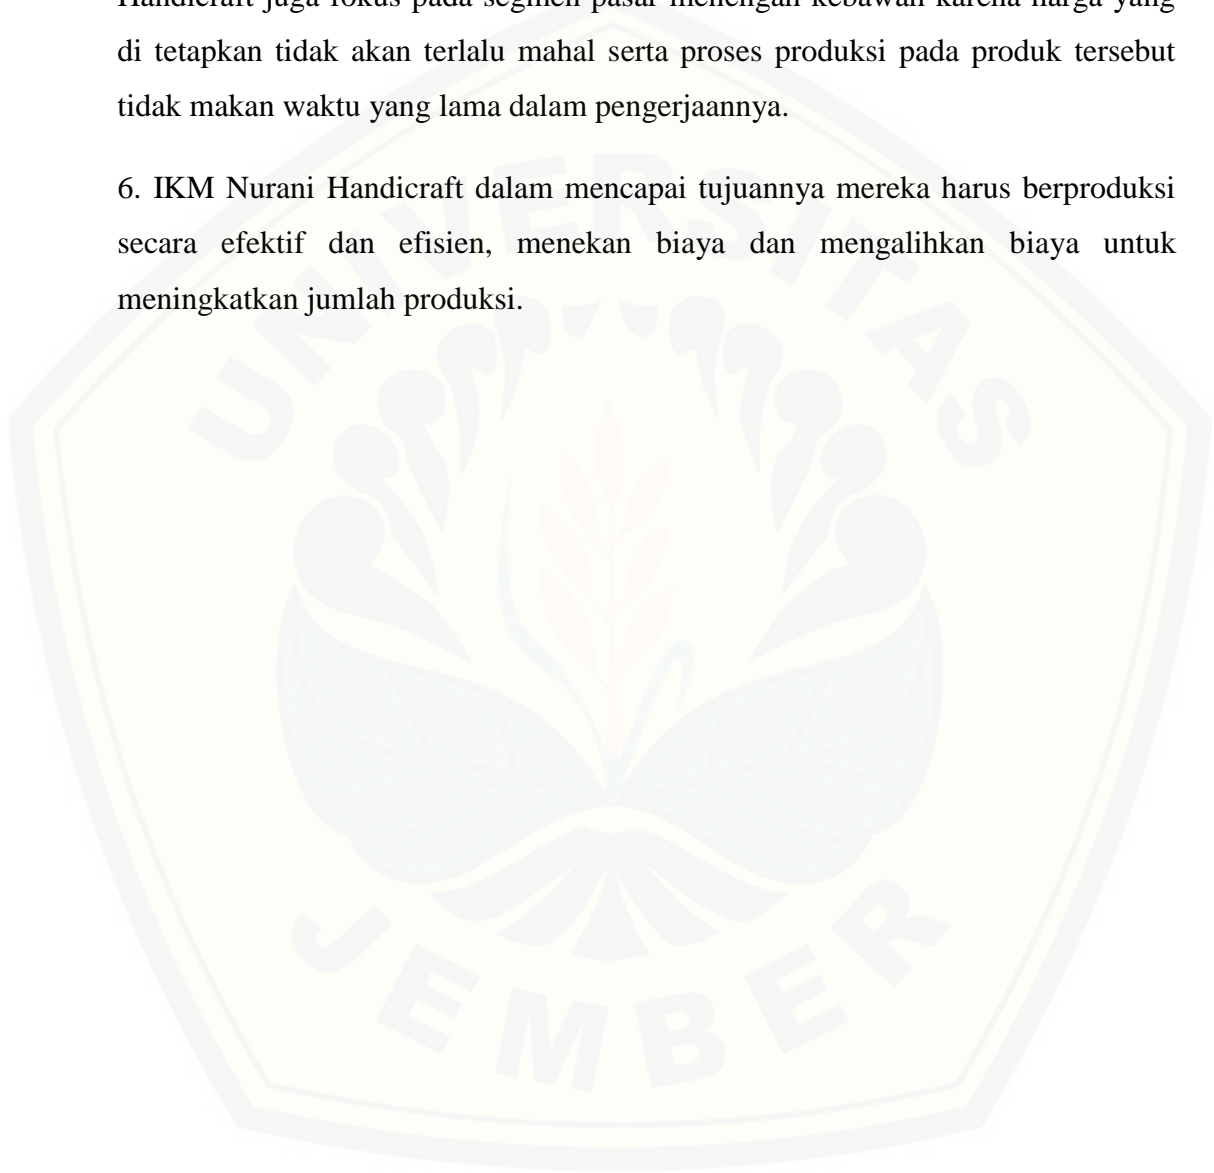 Handicraft juga fokus pada segmen pasar menengah kebawah karena harga yang
di tetapkan tidak akan terlalu mahal serta proses produksi pada produk tersebut
tidak makan waktu yang lama dalam pengerjaannya.
6. IKM Nurani Handicraft dalam mencapai tujuannya mereka harus berproduksi
secara efektif dan efisien, menekan biaya dan mengalihkan biaya untuk
meningkatkan jumlah produksi.
UNIVERSITAS
JEMBER